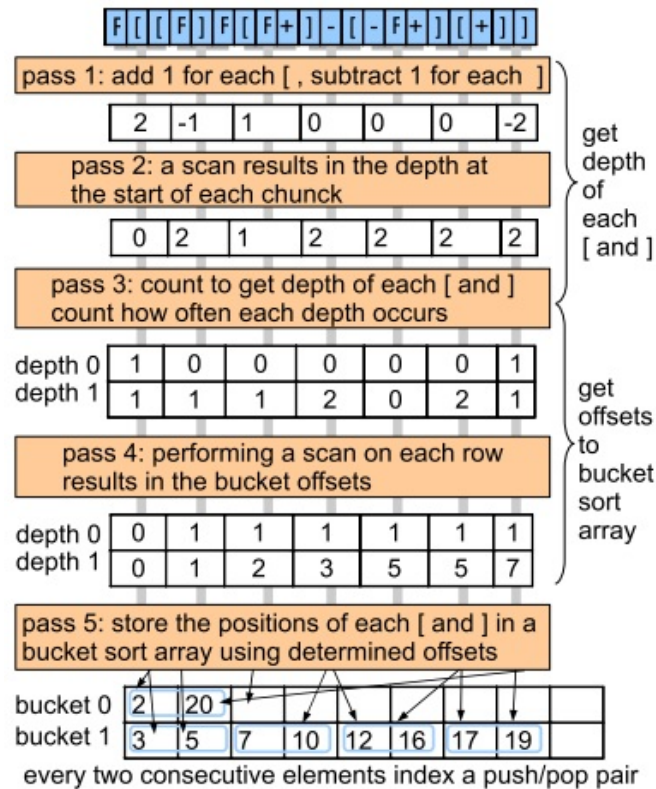 F [ [ F ] F [ F + ] - [ - F + ] [ + ] ]
pass 1: add 1 for each [ , subtract 1 for each ]
2 -1 1 0 0 0 -2
get
depth
of
each
[ and ]
pass 2: a scan results in the depth at
the start of each chunck
0 2 1 2 2 2 2
pass 3: count to get depth of each [ and ]
count how often each depth occurs
depth 0 1 0 0 0 0 0 1
depth 1 1 1 1 2 0 2 1
get
offsets
to
bucket
sort
array
pass 4: performing a scan on each row
results in the bucket offsets
depth 0 0 1 1 1 1 1 1
depth 1 0 1 2 3 5 5 7
pass 5: store the positions of each [ and ] in a
bucket sort array using determined offsets
bucket 0 2 20
bucket 1 3 5 7 10 12 16 17 19
every two consecutive elements index a push/pop pair